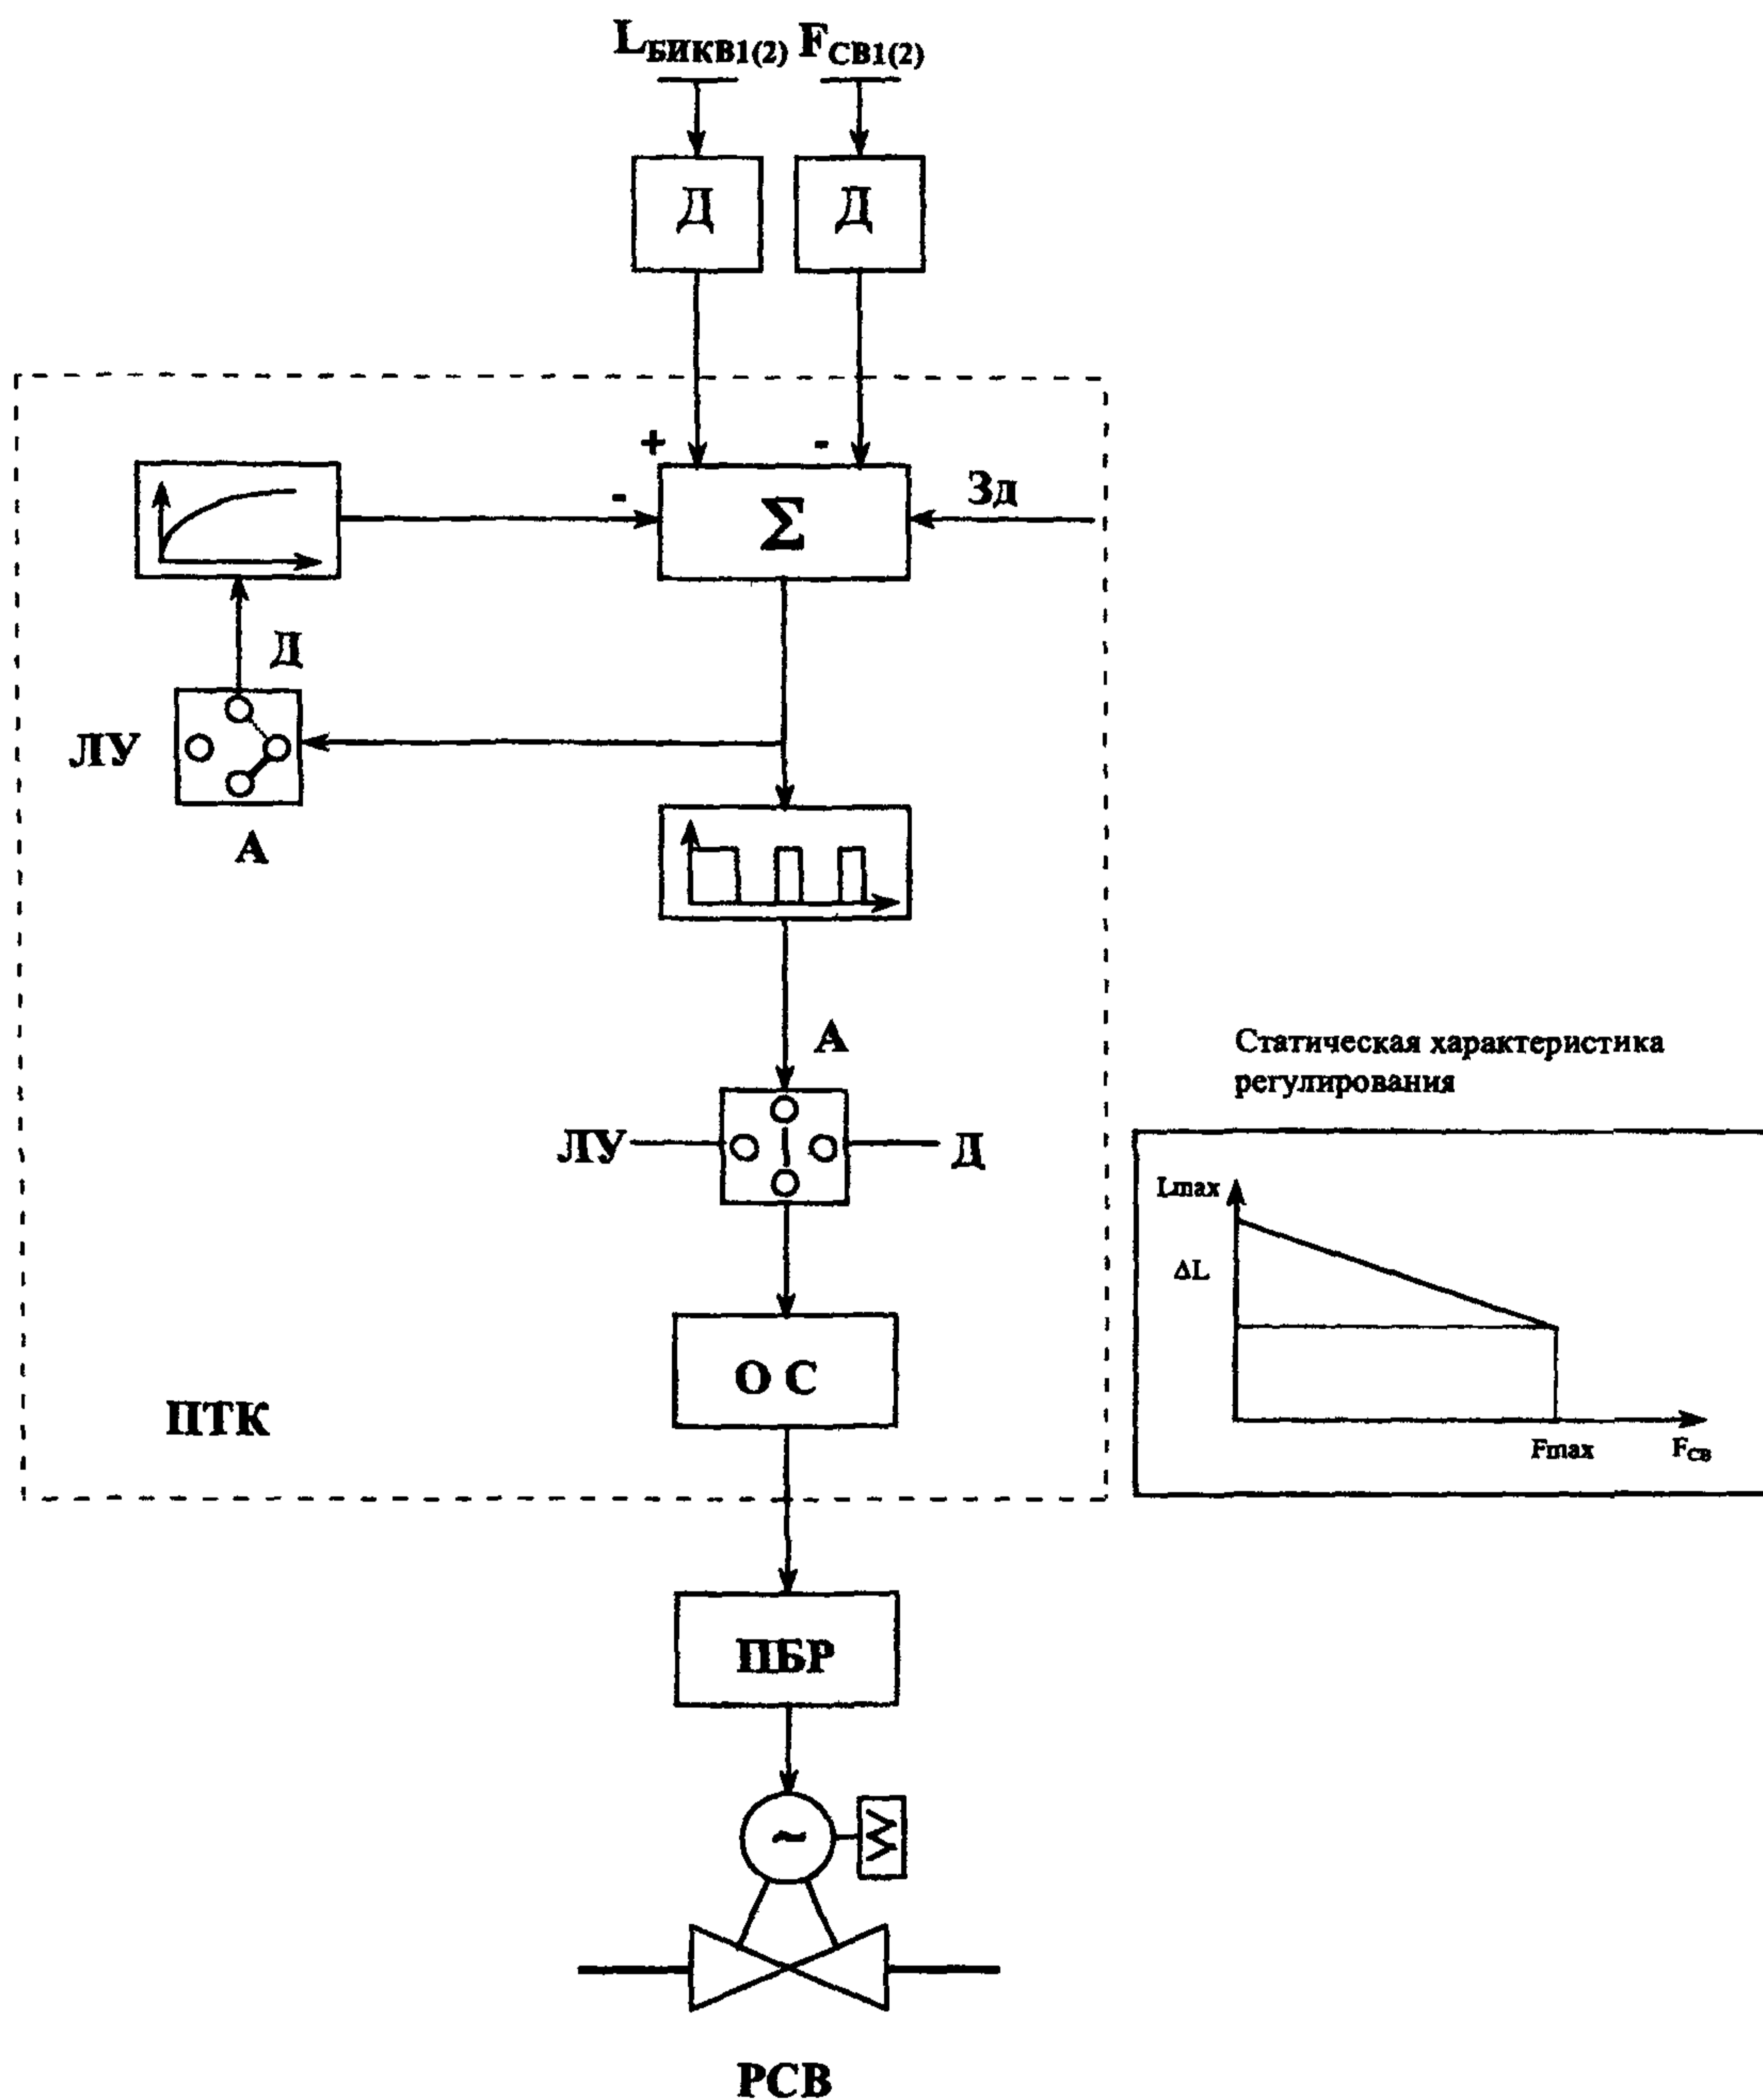 LБИКВ1(2) FСВ1(2)
Д Д
+ -
- Σ Зд
Д
ЛУ
А
А
ЛУ Д
Статическая характеристика
регулирования
Lmax
ΔL
О С
ПТК
Fmax Fсв
ПБР
~
РСВ